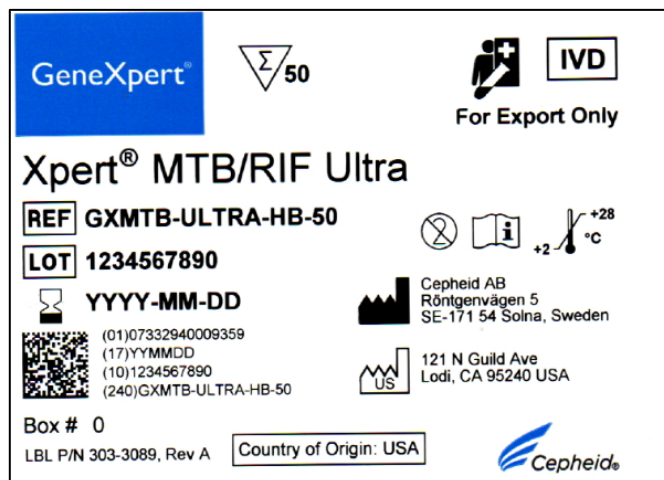 GeneXpert®
Σ
50
IVD
For Export Only
Xpert® MTB/RIF Ultra
REF GXMTB-ULTRA-HB-50
LOT 1234567890
2
i
+2
+28
°C
YYYY-MM-DD
Cepheid AB
Röntgenvägen 5
SE-171 54 Solna, Sweden
(01)07332940009359
(17)YYMMDD
(10)1234567890
(240)GXMTB-ULTRA-HB-50
US
121 N Guild Ave
Lodi, CA 95240 USA
Box # 0
LBL P/N 303-3089, Rev A
Country of Origin: USA
Cepheid®